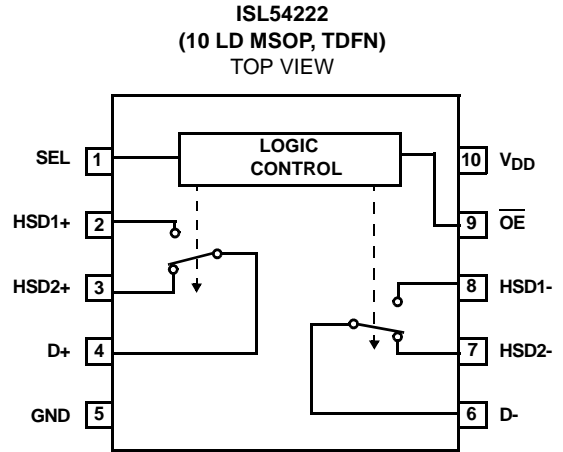 ISL54222
(10 LD MSOP, TDFN)
TOP VIEW
LOGIC
CONTROL
SEL 1
HSD1+ 2
HSD2+ 3
D+ 4
GND 5
10 VDD
9 O̅E̅
8 HSD1-
7 HSD2-
6 D-